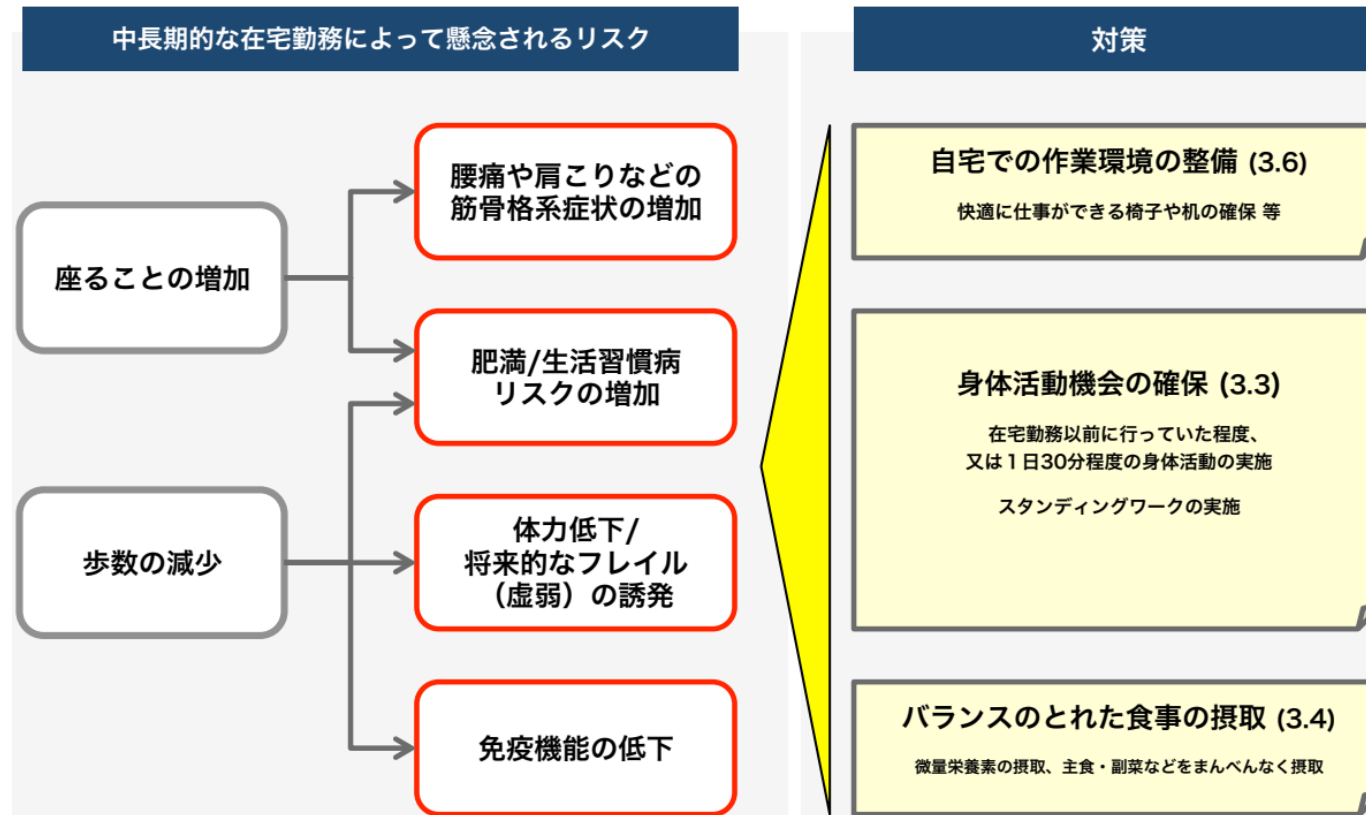 中長期的な在宅勤務によって懸念されるリスク
対策
座ることの増加
歩数の減少
腰痛や肩こりなどの
筋骨格系症状の増加
肥満/生活習慣病
リスクの増加
体力低下/
将来的なフレイル
（虚弱）の誘発
免疫機能の低下
自宅での作業環境の整備 (3.6)
快適に仕事ができる椅子や机の確保 等
身体活動機会の確保 (3.3)
在宅勤務以前に行っていた程度、
又は１日30分程度の身体活動の実施
スタンディングワークの実施
バランスのとれた食事の摂取 (3.4)
微量栄養素の摂取、主食・副菜などをまんべんなく摂取